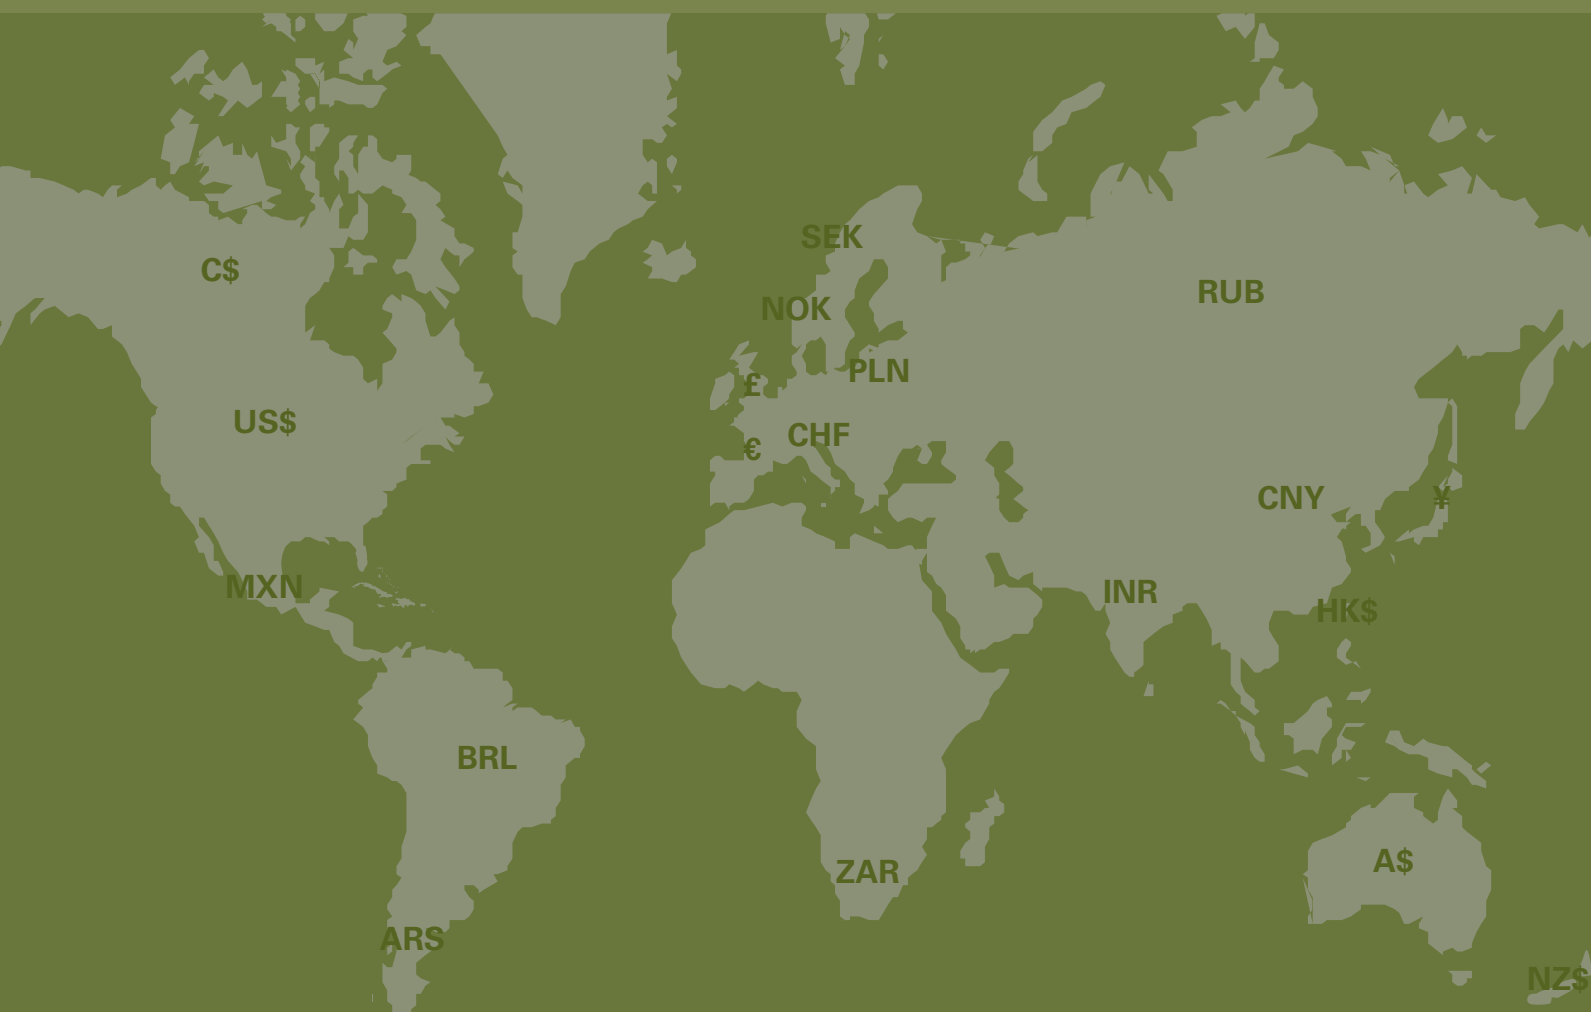 SEK
C$
RUB
NOK
PLN
£
US$
CHF
€
CNY
¥
MXN
INR
HK$
BRL
A$
ZAR
ARS
NZ$